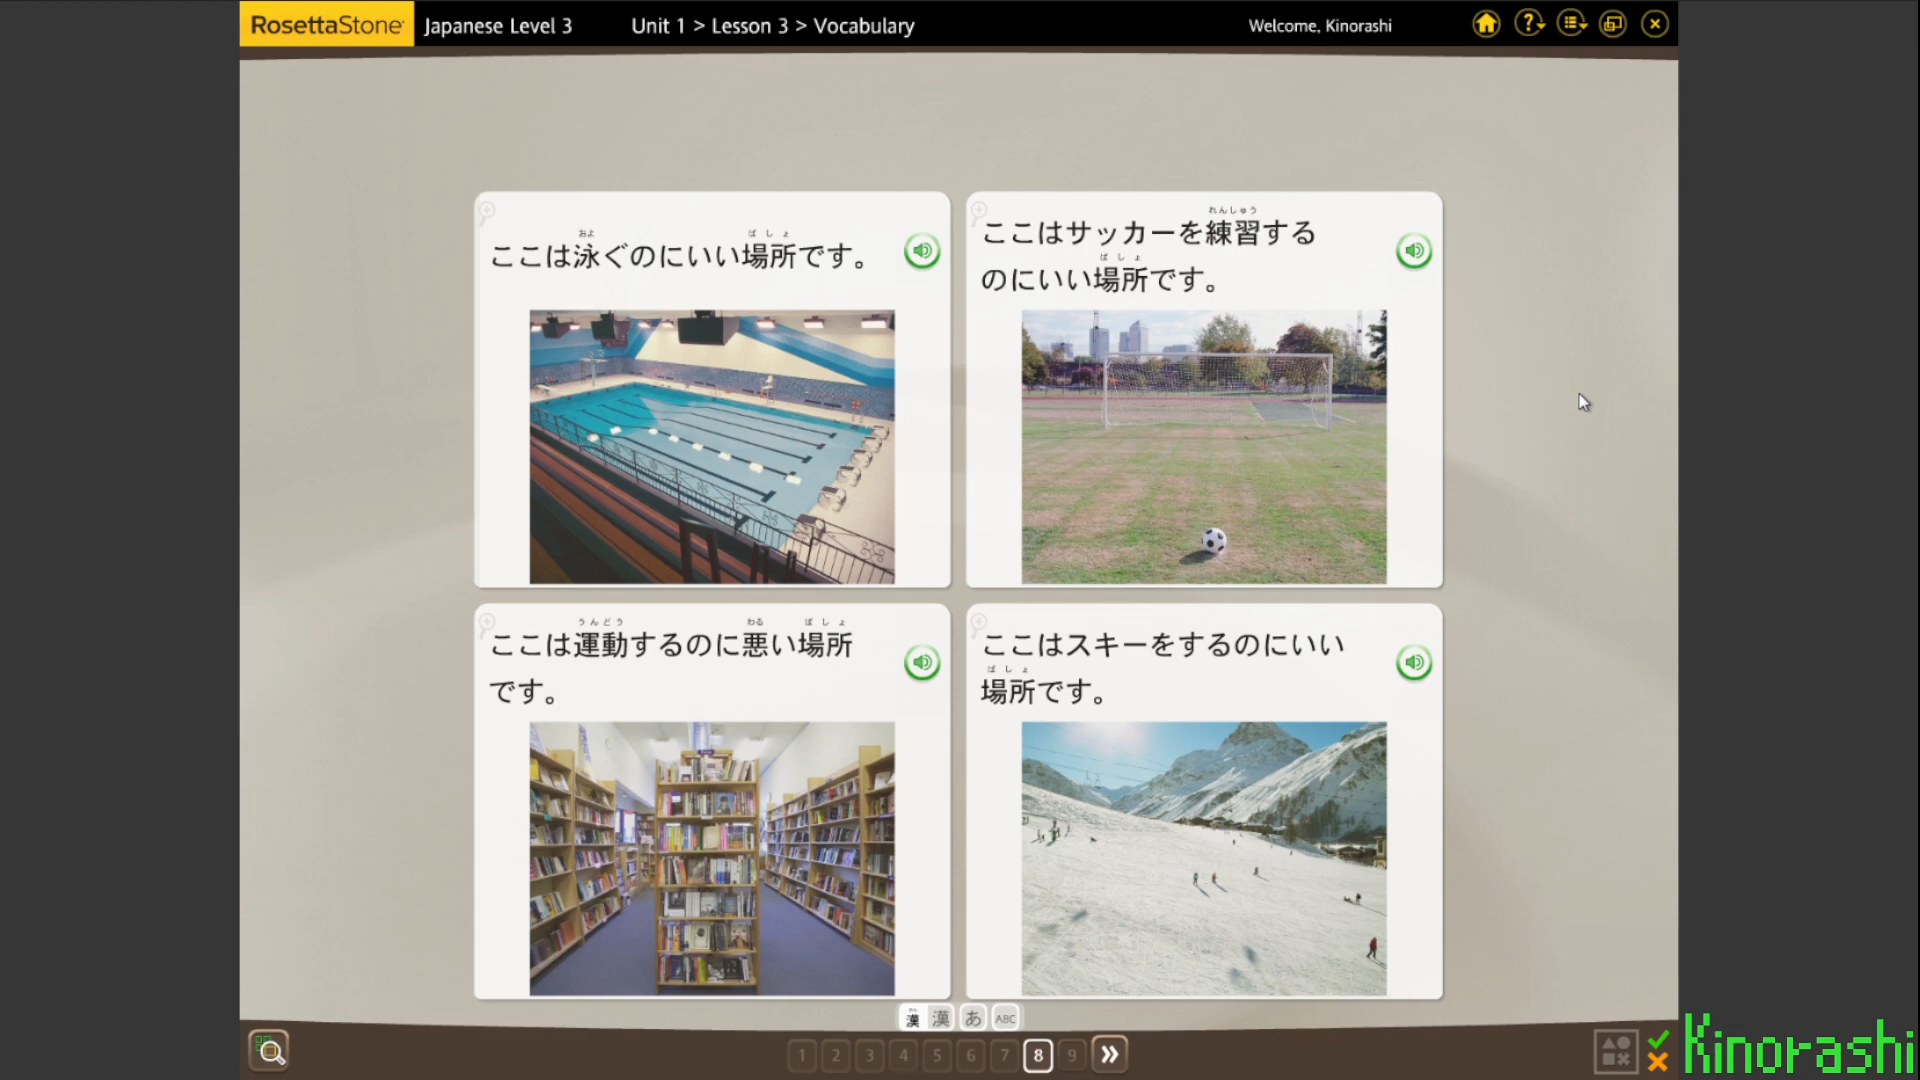 RosettaStone Japanese Level 3 Unit 1 > Lesson 3 > Vocabulary Welcome, Kinorashi
およ ばしょ
ここは泳ぐのにいい場所です。
れんしゅう
ここはサッカーを練習する
ばしょ
のにいい場所です。
うんどう わる ばしょ
ここは運動するのに悪い場所
です。
ここはスキーをするのにいい
ばしょ
場所です。
漢 漢 あ ABC
1 2 3 4 5 6 7 8 9
Kinorashi